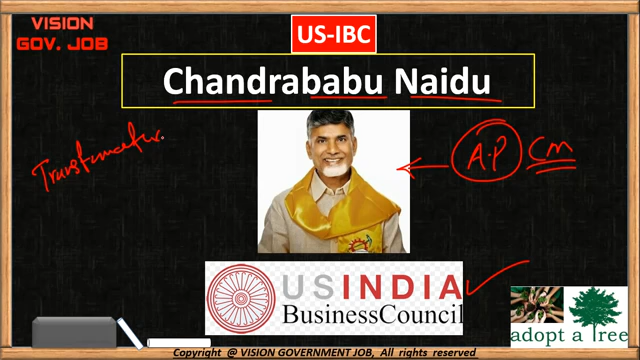 VISION
GOV. JOB
US-IBC
Chandrababu Naidu
A.P CM
USINDIA
BusinessCouncil
adopt a Tree
Copyright @ VISION GOVERNMENT JOB, All rights reserved